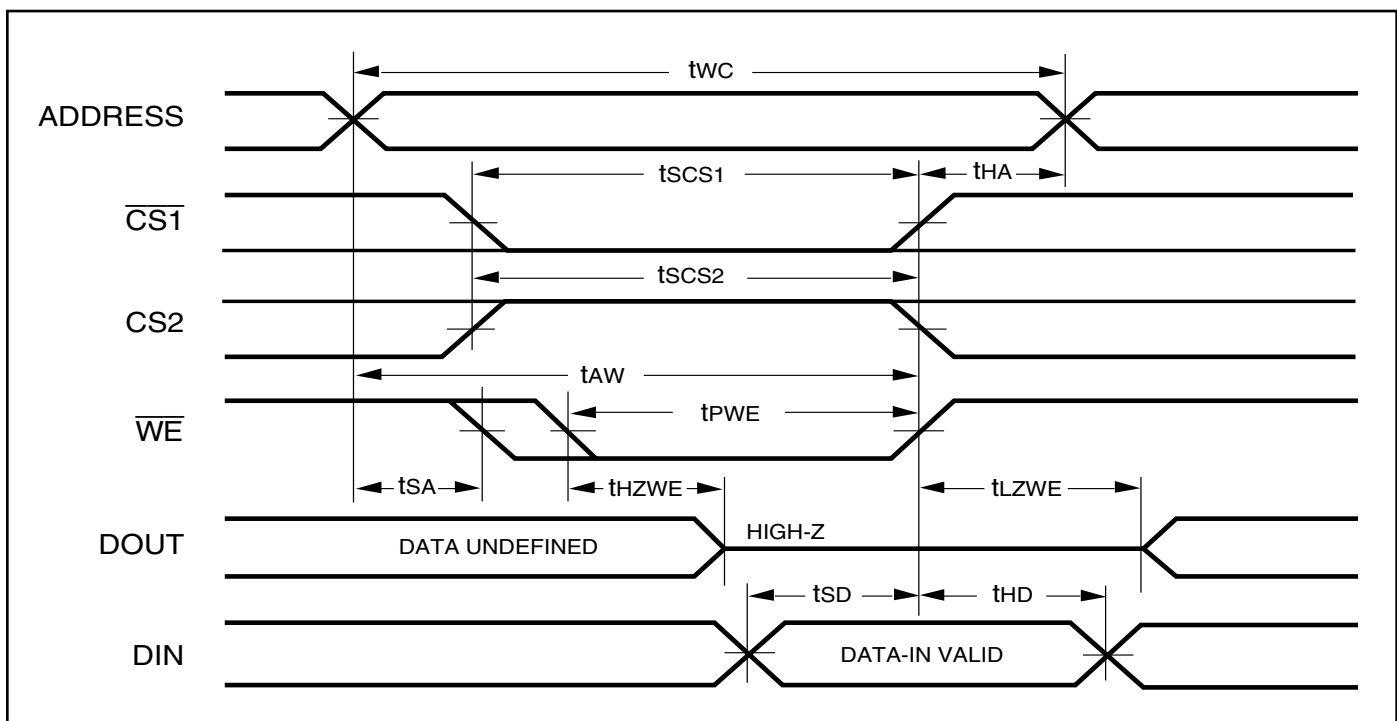 tWC
ADDRESS
tSCS1
tHA
CS1
tSCS2
CS2
tAW
tPWE
WE
tSA
tHZWE
tLZWE
DOUT
DATA UNDEFINED
HIGH-Z
tSD
tHD
DIN
DATA-IN VALID